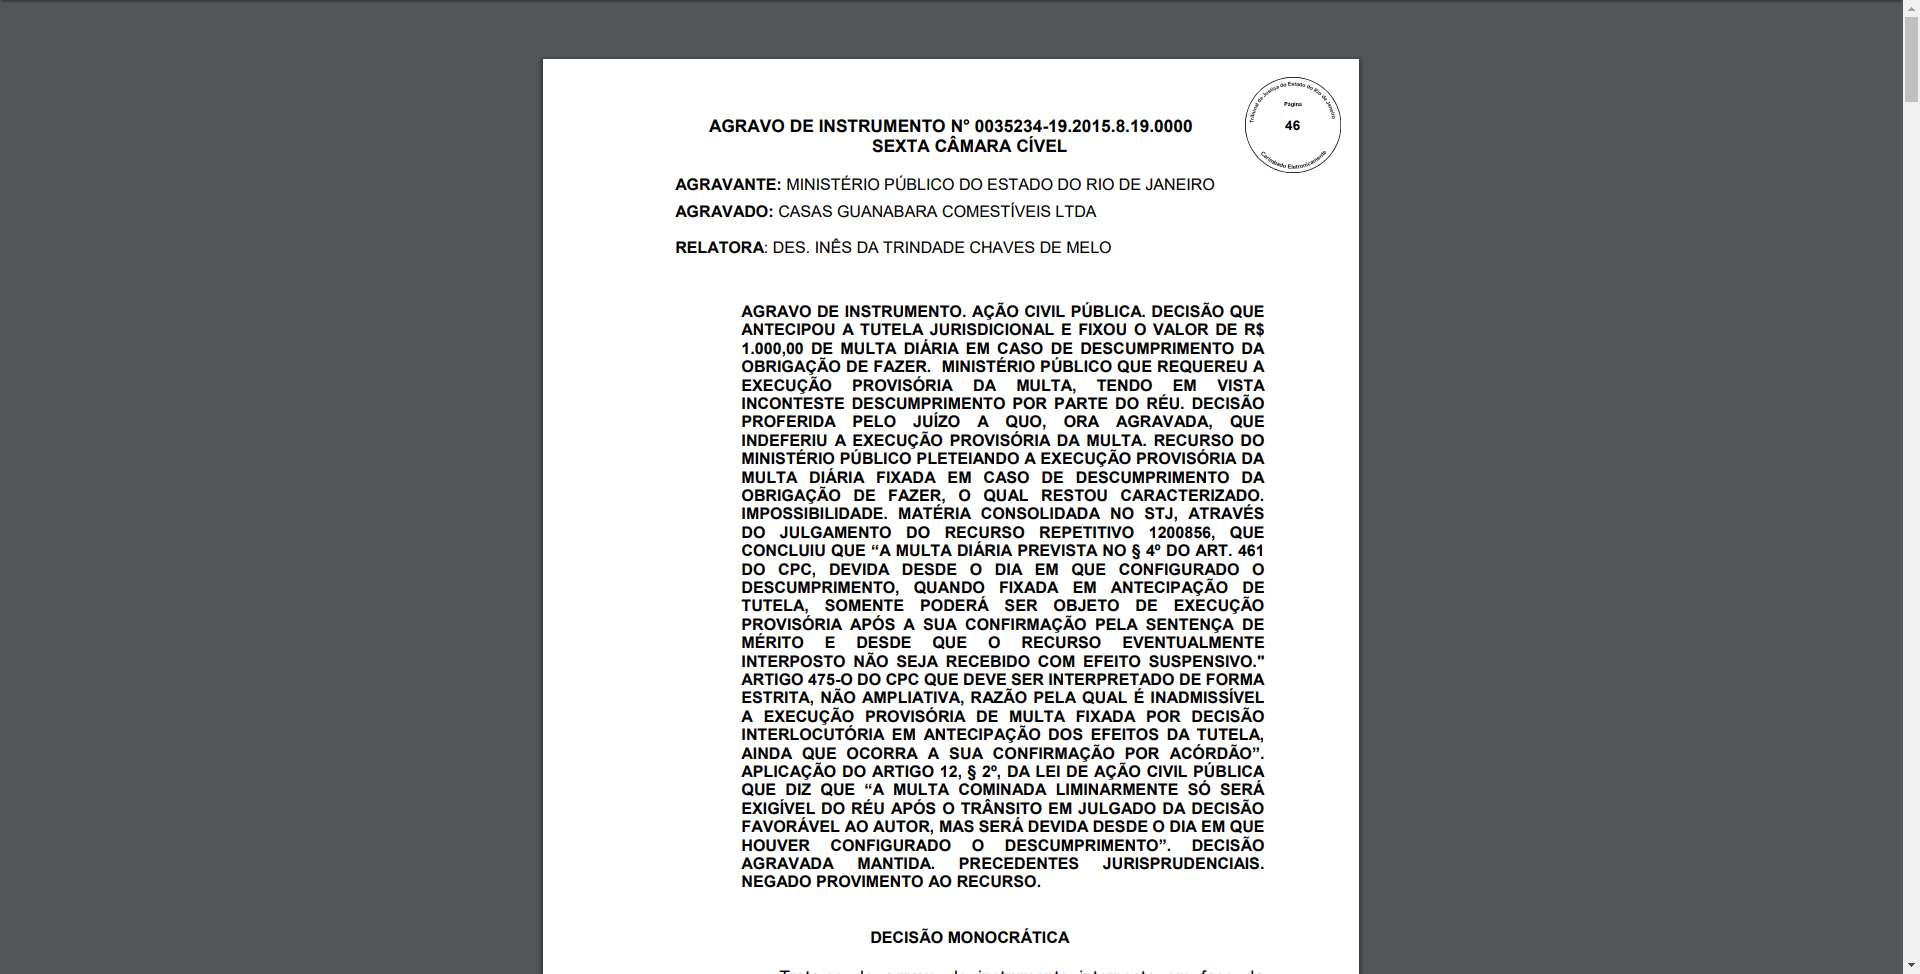 Tribunal de Justiça do Estado do Rio de Janeiro
Página
46
Carimbado Eletronicamente
AGRAVO DE INSTRUMENTO N° 0035234-19.2015.8.19.0000
SEXTA CÂMARA CÍVEL
AGRAVANTE: MINISTÉRIO PÚBLICO DO ESTADO DO RIO DE JANEIRO
AGRAVADO: CASAS GUANABARA COMESTÍVEIS LTDA
RELATORA: DES. INÊS DA TRINDADE CHAVES DE MELO
AGRAVO DE INSTRUMENTO. AÇÃO CIVIL PÚBLICA. DECISÃO QUE
ANTECIPOU A TUTELA JURISDICIONAL E FIXOU O VALOR DE R$
1.000,00 DE MULTA DIÁRIA EM CASO DE DESCUMPRIMENTO DA
OBRIGAÇÃO DE FAZER. MINISTÉRIO PÚBLICO QUE REQUEREU A
EXECUÇÃO PROVISÓRIA DA MULTA, TENDO EM VISTA
INCONTESTE DESCUMPRIMENTO POR PARTE DO RÉU. DECISÃO
PROFERIDA PELO JUÍZO A QUO, ORA AGRAVADA, QUE
INDEFERIU A EXECUÇÃO PROVISÓRIA DA MULTA. RECURSO DO
MINISTÉRIO PÚBLICO PLETEIANDO A EXECUÇÃO PROVISÓRIA DA
MULTA DIÁRIA FIXADA EM CASO DE DESCUMPRIMENTO DA
OBRIGAÇÃO DE FAZER, O QUAL RESTOU CARACTERIZADO.
IMPOSSIBILIDADE. MATÉRIA CONSOLIDADA NO STJ, ATRAVÉS
DO JULGAMENTO DO RECURSO REPETITIVO 1200856, QUE
CONCLUIU QUE “A MULTA DIÁRIA PREVISTA NO § 4º DO ART. 461
DO CPC, DEVIDA DESDE O DIA EM QUE CONFIGURADO O
DESCUMPRIMENTO, QUANDO FIXADA EM ANTECIPAÇÃO DE
TUTELA, SOMENTE PODERÁ SER OBJETO DE EXECUÇÃO
PROVISÓRIA APÓS A SUA CONFIRMAÇÃO PELA SENTENÇA DE
MÉRITO E DESDE QUE O RECURSO EVENTUALMENTE
INTERPOSTO NÃO SEJA RECEBIDO COM EFEITO SUSPENSIVO."
ARTIGO 475-O DO CPC QUE DEVE SER INTERPRETADO DE FORMA
ESTRITA, NÃO AMPLIATIVA, RAZÃO PELA QUAL É INADMISSÍVEL
A EXECUÇÃO PROVISÓRIA DE MULTA FIXADA POR DECISÃO
INTERLOCUTÓRIA EM ANTECIPAÇÃO DOS EFEITOS DA TUTELA,
AINDA QUE OCORRA A SUA CONFIRMAÇÃO POR ACÓRDÃO”.
APLICAÇÃO DO ARTIGO 12, § 2º, DA LEI DE AÇÃO CIVIL PÚBLICA
QUE DIZ QUE “A MULTA COMINADA LIMINARMENTE SÓ SERÁ
EXIGÍVEL DO RÉU APÓS O TRÂNSITO EM JULGADO DA DECISÃO
FAVORÁVEL AO AUTOR, MAS SERÁ DEVIDA DESDE O DIA EM QUE
HOUVER CONFIGURADO O DESCUMPRIMENTO”. DECISÃO
AGRAVADA MANTIDA. PRECEDENTES JURISPRUDENCIAIS.
NEGADO PROVIMENTO AO RECURSO.
DECISÃO MONOCRÁTICA